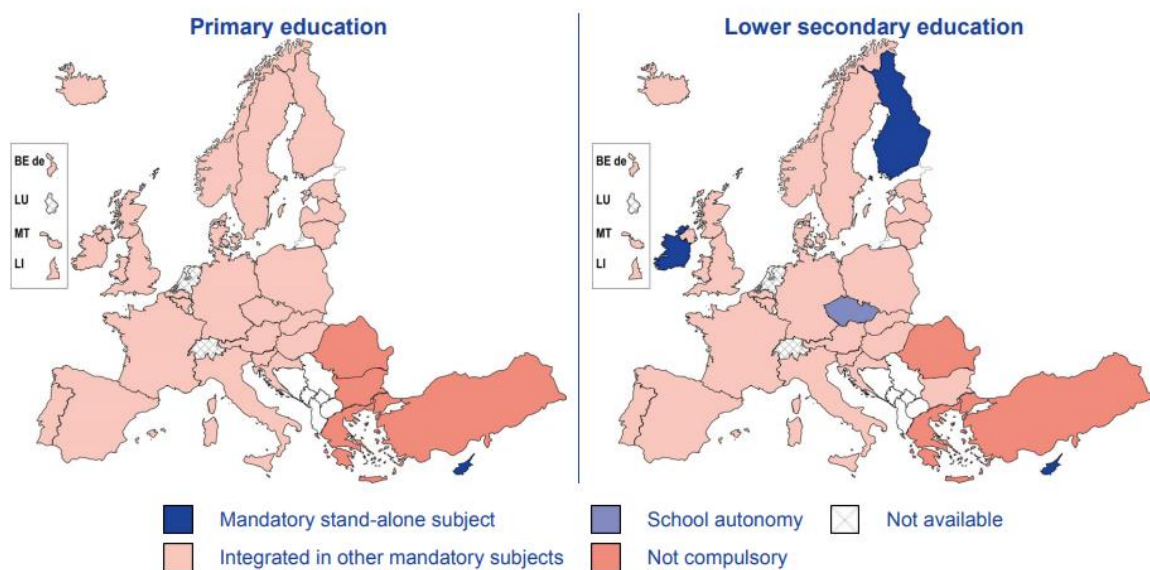 Primary education
Lower secondary education
BE de
LU
MT
LI
BE de
LU
MT
LI
Mandatory stand-alone subject
School autonomy
Not available
Integrated in other mandatory subjects
Not compulsory